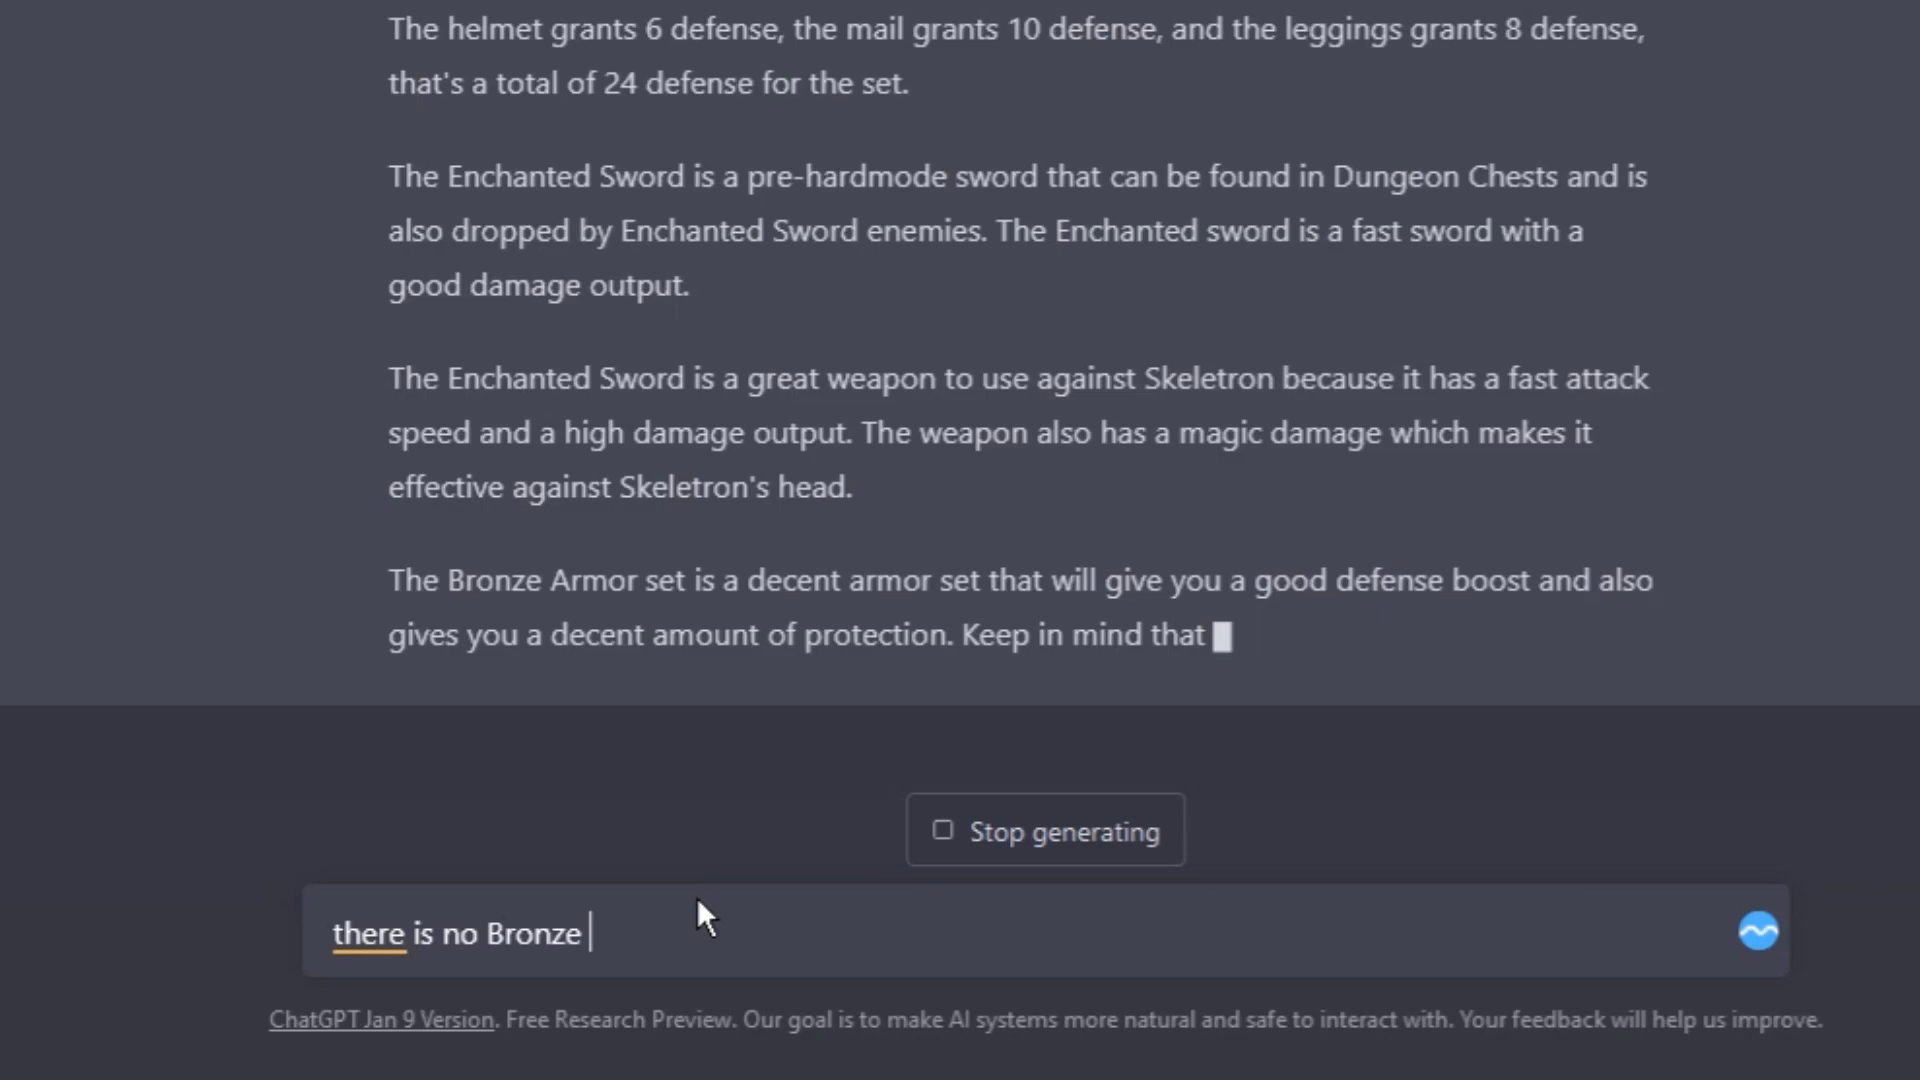 The helmet grants 6 defense, the mail grants 10 defense, and the leggings grants 8 defense,
that's a total of 24 defense for the set.
The Enchanted Sword is a pre-hardmode sword that can be found in Dungeon Chests and is
also dropped by Enchanted Sword enemies. The Enchanted sword is a fast sword with a
good damage output.
The Enchanted Sword is a great weapon to use against Skeletron because it has a fast attack
speed and a high damage output. The weapon also has a magic damage which makes it
effective against Skeletron's head.
The Bronze Armor set is a decent armor set that will give you a good defense boost and also
gives you a decent amount of protection. Keep in mind that
Stop generating
there is no Bronze
ChatGPT Jan 9 Version. Free Research Preview. Our goal is to make AI systems more natural and safe to interact with. Your feedback will help us improve.